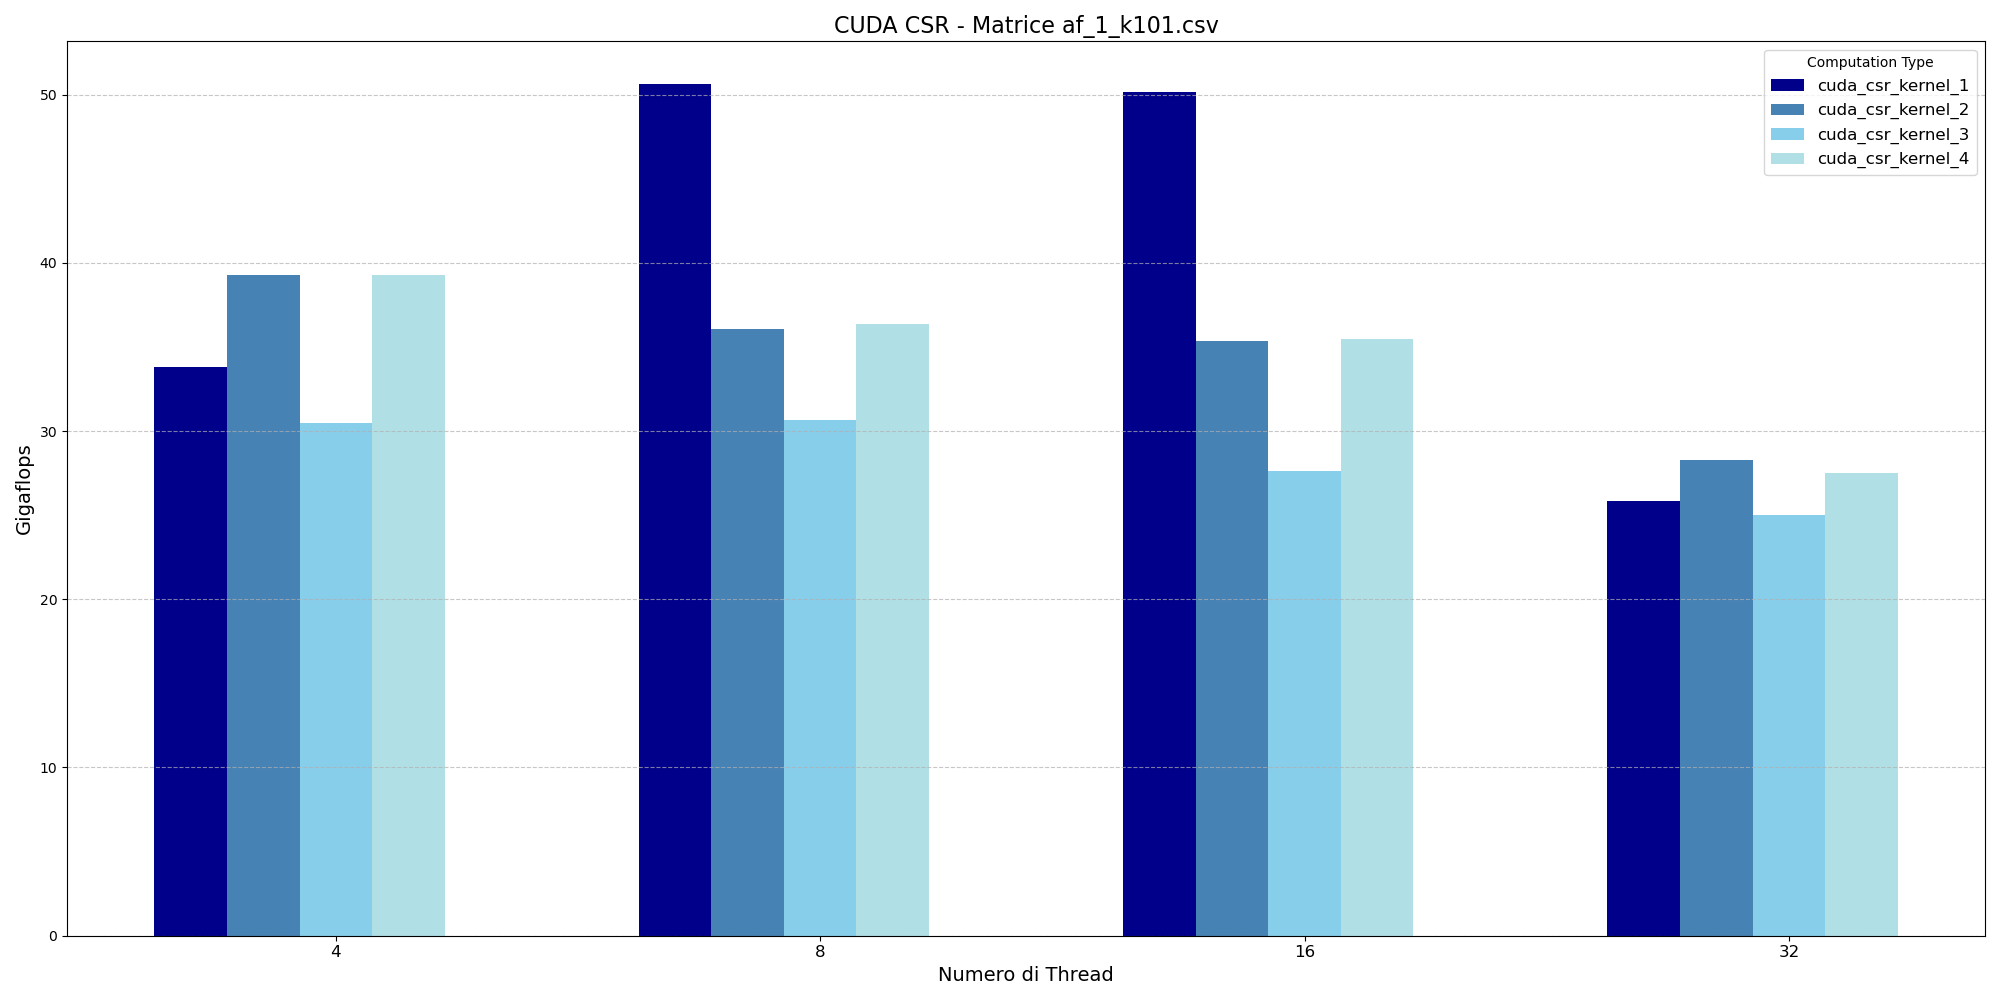 CUDA CSR - Matrice af_1_k101.csv
Computation Type
cuda_csr_kernel_1
cuda_csr_kernel_2
cuda_csr_kernel_3
cuda_csr_kernel_4
Gigaflops
50
40
30
20
10
0
4 8 16 32
Numero di Thread